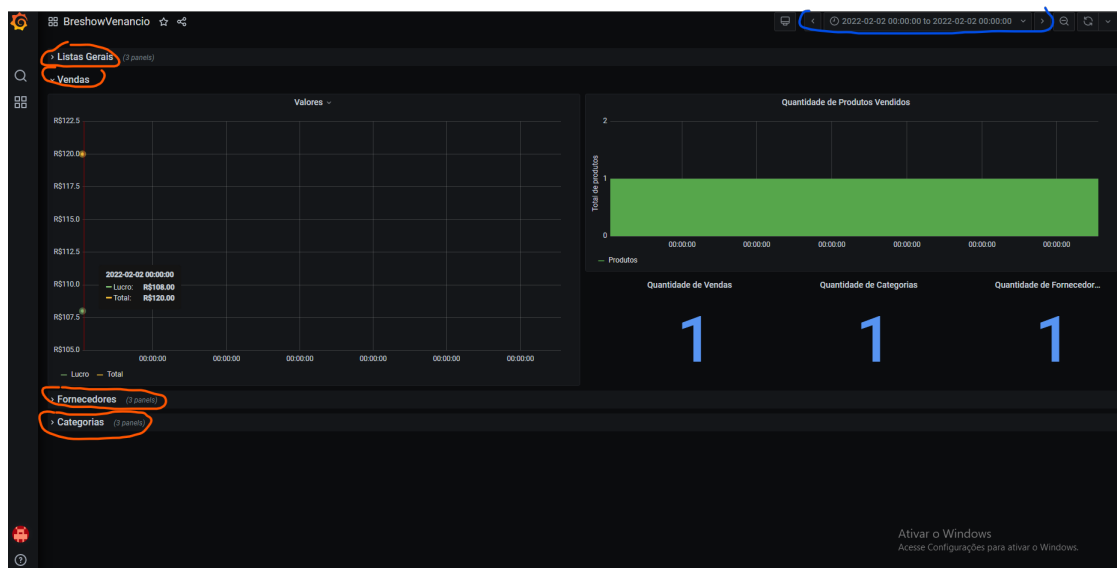 BreshowVenancio
2022-02-02 00:00:00 to 2022-02-02 00:00:00
Listas Gerais (3 panels)
Vendas
Valores
R$122.5
R$120.0
R$117.5
R$115.0
R$112.5
R$110.0
R$107.5
R$105.0
2022-02-02 00:00:00
Lucro: R$108.00
Total: R$120.00
00:00:00 00:00:00 00:00:00 00:00:00 00:00:00 00:00:00
Lucro Total
Quantidade de Produtos Vendidos
Total de produtos
2
1
0
00:00:00 00:00:00 00:00:00 00:00:00 00:00:00 00:00:00
Produtos
Quantidade de Vendas Quantidade de Categorias Quantidade de Fornecedor...
1 1 1
Fornecedores (3 panels)
Categorias (3 panels)
Ativar o Windows
Acesse Configurações para ativar o Windows.